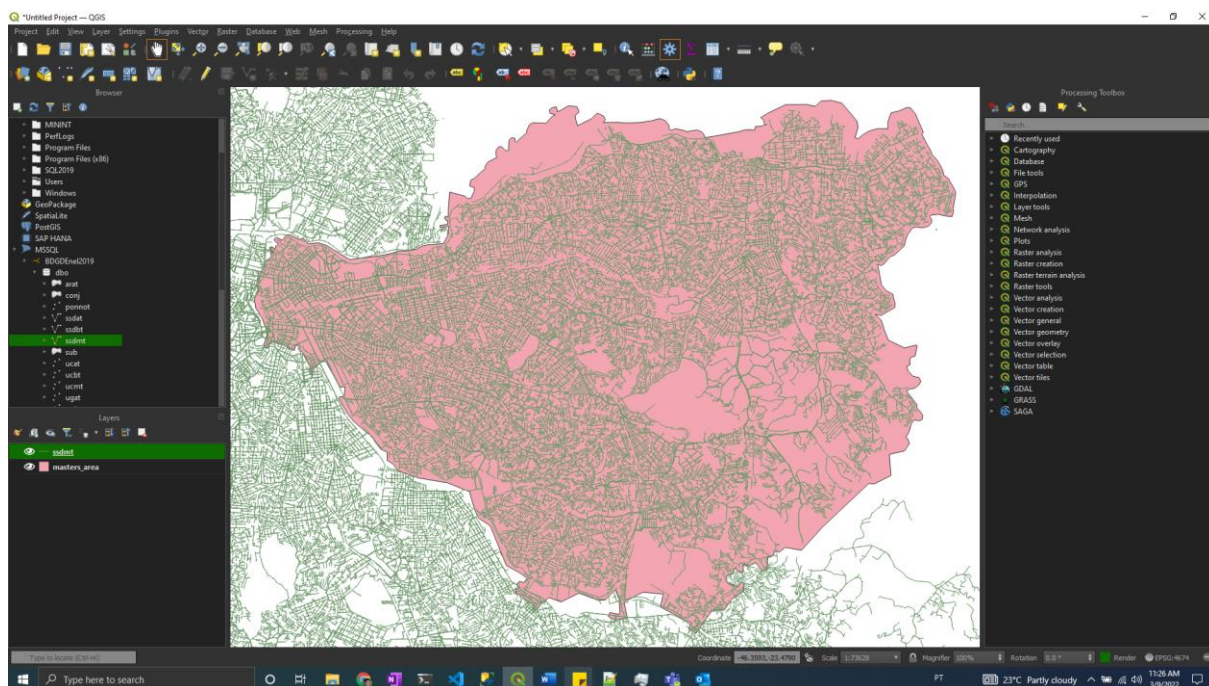 *Untitled Project — QGIS
Project Edit View Layer Settings Plugins Vector Raster Database Web Mesh Processing Help
Browser
MININT
PerfLogs
Program Files
Program Files (x86)
SQL2019
Users
Windows
GeoPackage
SpatiaLite
PostGIS
SAP HANA
MSSQL
BDGDEnel2019
dbo
arat
conj
ponnot
ssdat
ssdbt
ssdmt
sub
ucat
ucbt
ucmt
ugat
Layers
ssdmt
masters_area
Processing Toolbox
Search...
Recently used
Cartography
Database
File tools
GPS
Interpolation
Layer tools
Mesh
Network analysis
Plots
Raster analysis
Raster creation
Raster terrain analysis
Raster tools
Vector analysis
Vector creation
Vector general
Vector geometry
Vector overlay
Vector selection
Vector table
Vector tiles
GDAL
GRASS
SAGA
Type to locate (Ctrl+K)
Coordinate -46.3593,-23.4790 Scale 1:73628 Magnifier 100% Rotation 0.0 ° Render EPSG:4674
Type here to search
PT
23°C Partly cloudy
11:26 AM
3/9/2022